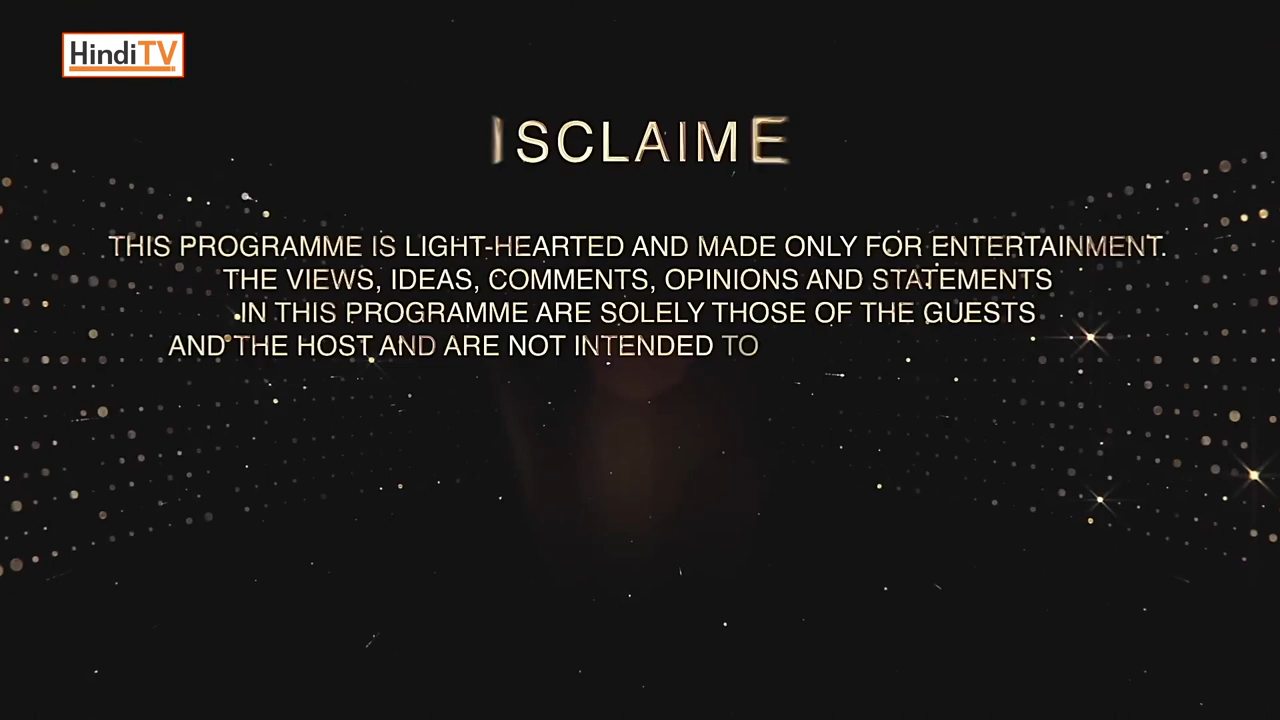 HindiTV
ISCLAIME
THIS PROGRAMME IS LIGHT-HEARTED AND MADE ONLY FOR ENTERTAINMENT.
THE VIEWS, IDEAS, COMMENTS, OPINIONS AND STATEMENTS
IN THIS PROGRAMME ARE SOLELY THOSE OF THE GUESTS
AND THE HOST AND ARE NOT INTENDED TO